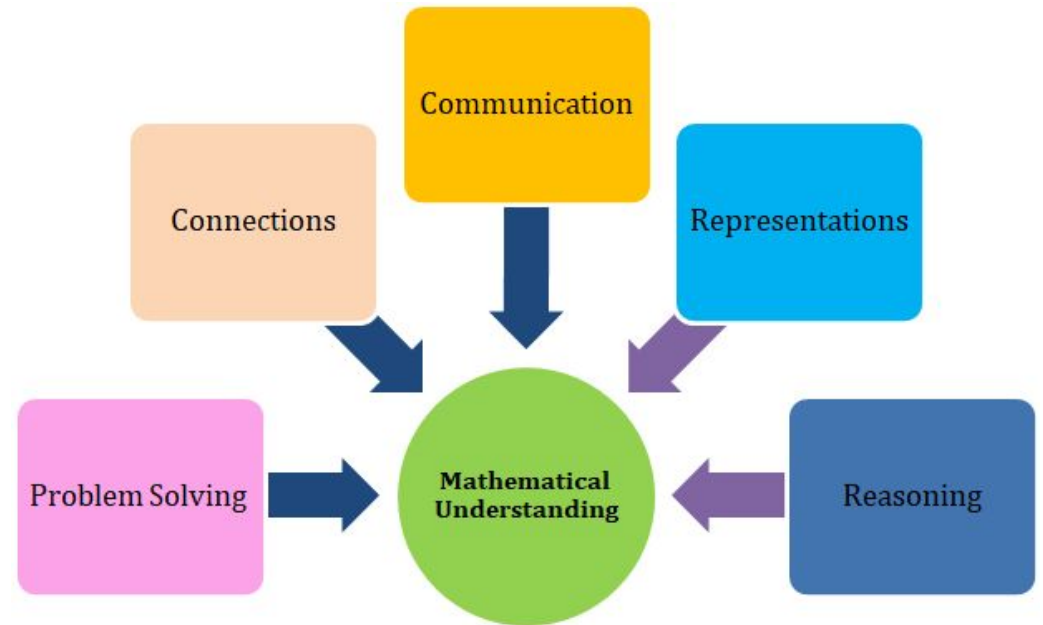 Communication
Connections
Representations
Problem Solving
Mathematical
Understanding
Reasoning